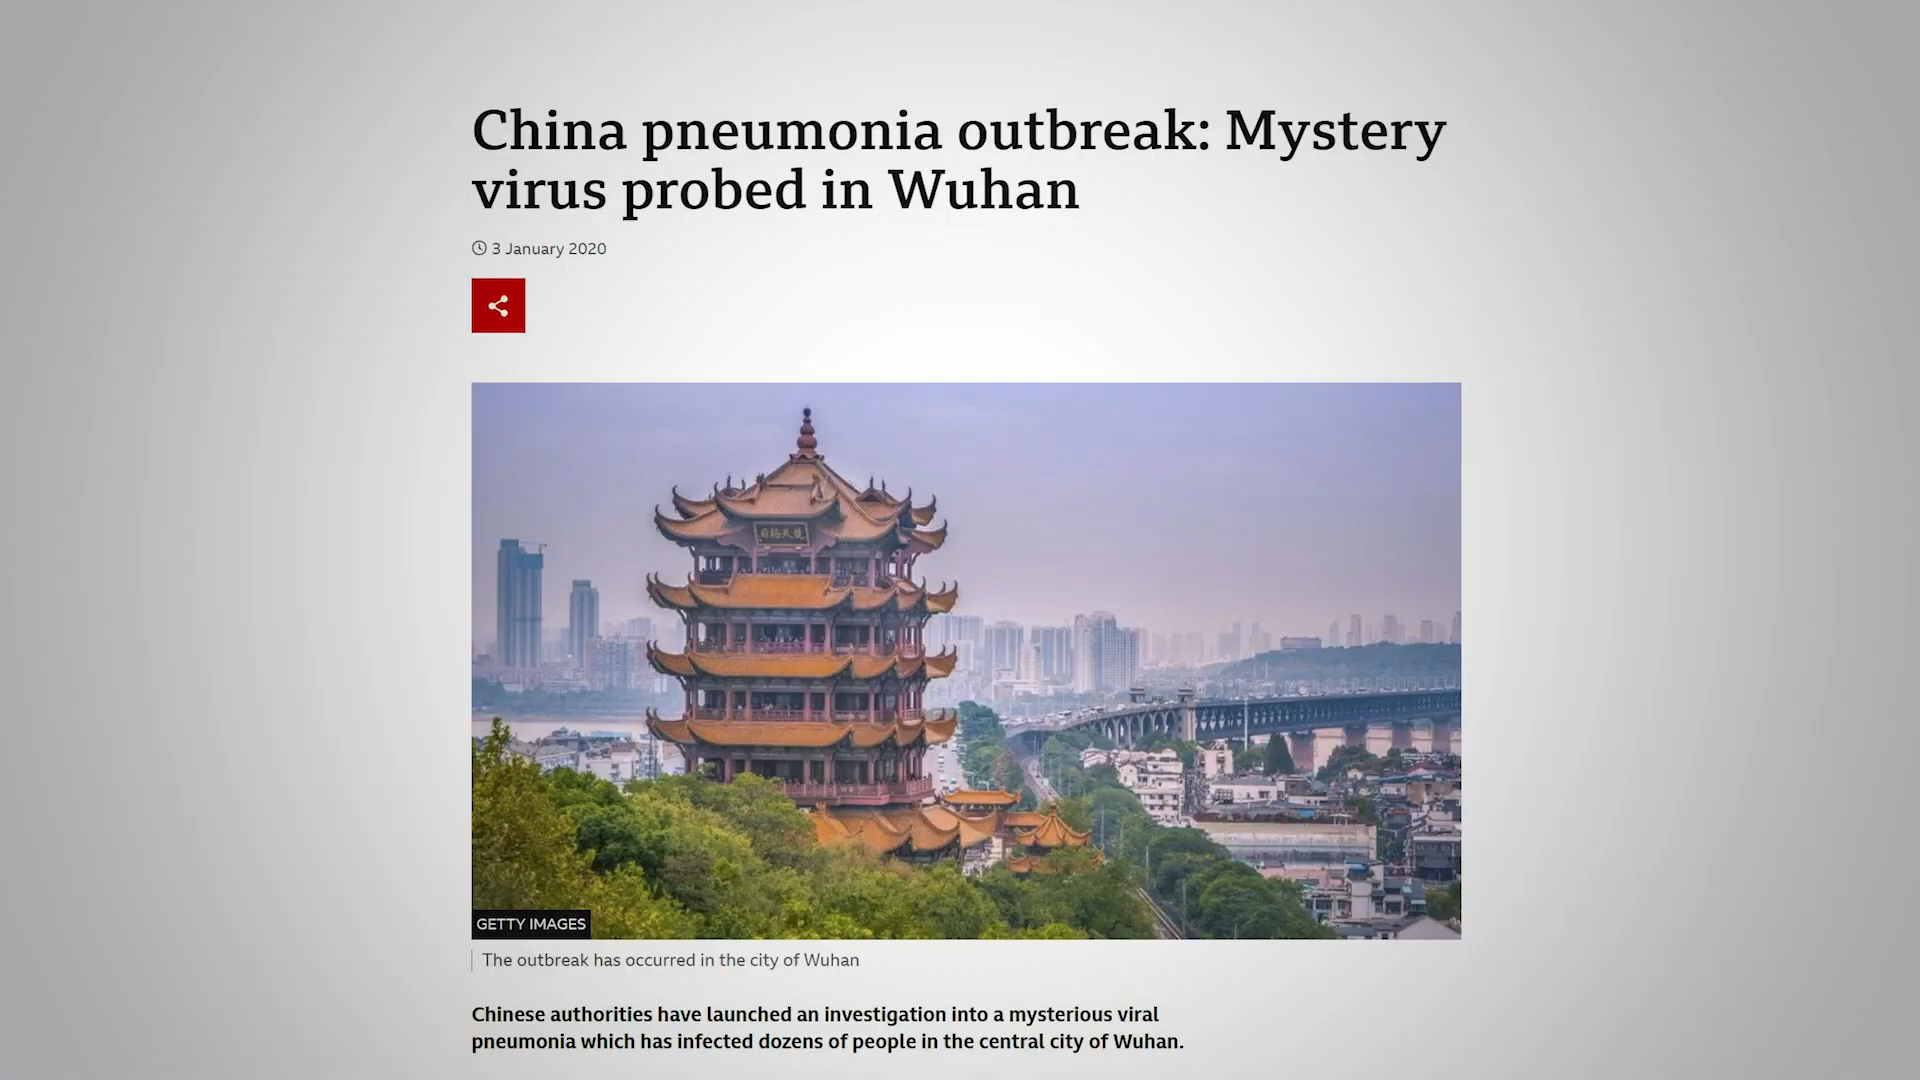 China pneumonia outbreak: Mystery
virus probed in Wuhan
3 January 2020
GETTY IMAGES
The outbreak has occurred in the city of Wuhan
Chinese authorities have launched an investigation into a mysterious viral
pneumonia which has infected dozens of people in the central city of Wuhan.